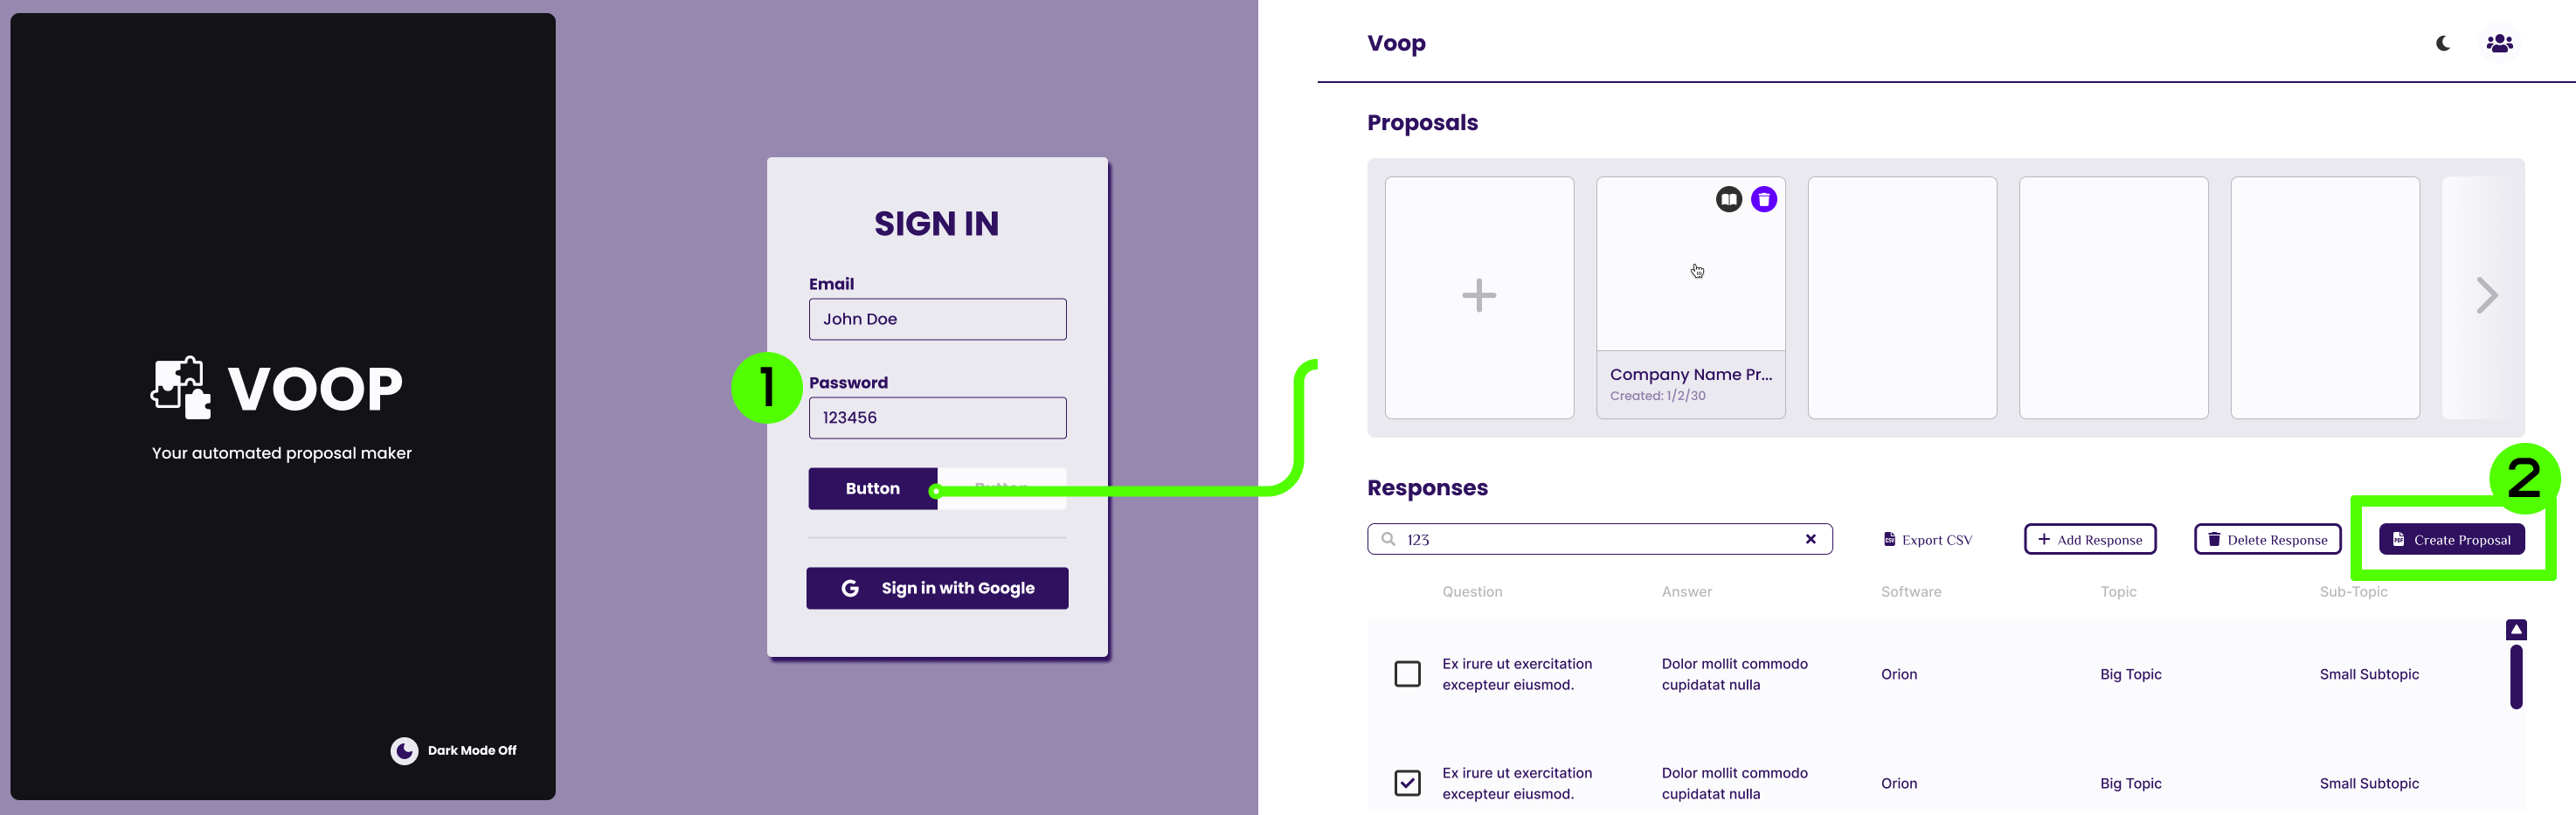 VOOP
Your automated proposal maker
Dark Mode Off
SIGN IN
Email
John Doe
1
Password
123456
Button
Button
Sign in with Google
Voop
Proposals
Company Name Pr...
Created: 1/2/30
Responses
2
123
CSV
Export CSV
+ Add Response
Delete Response
PDF
Create Proposal
Question
Answer
Software
Topic
Sub-Topic
Ex irure ut exercitation
excepteur eiusmod.
Dolor mollit commodo
cupidatat nulla
Orion
Big Topic
Small Subtopic
Ex irure ut exercitation
excepteur eiusmod.
Dolor mollit commodo
cupidatat nulla
Orion
Big Topic
Small Subtopic